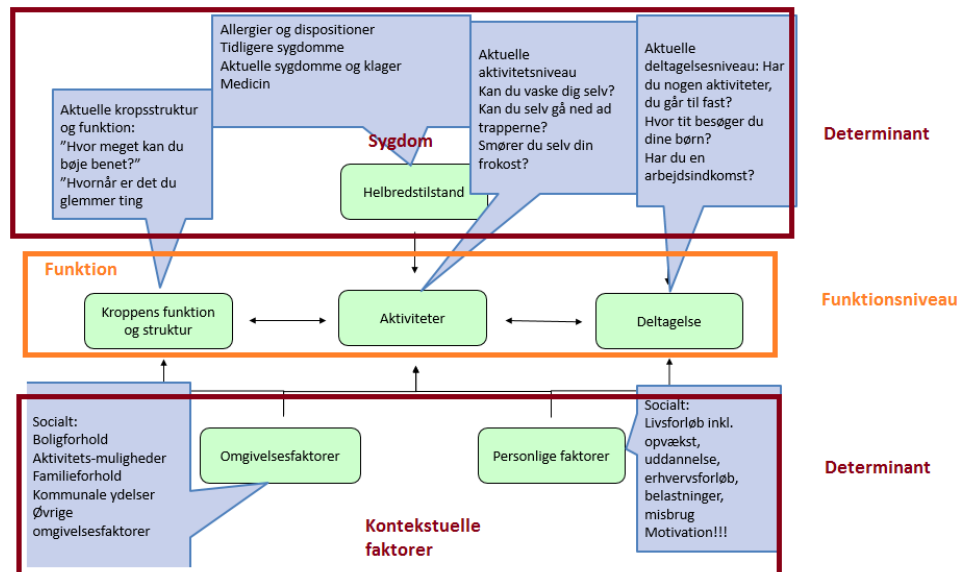 Allergier og dispositioner
Tidligere sygdomme
Aktuelle sygdomme og klager
Medicin
Aktuelle
aktivitetsniveau
Kan du vaske dig selv?
Kan du selv gå ned ad
trapperne?
Smører du selv din
frokost?
Aktuelle
deltagelsesniveau: Har
du nogen aktiviteter,
du går til fast?
Hvor tit besøger du
dine børn?
Har du en
arbejdsindkomst?
Aktuelle kropsstruktur
og funktion:
”Hvor meget kan du
bøje benet?”
”Hvornår er det du
glemmer ting
Determinant
Sygdom
Helbredstilstand
Funktion
Kroppens funktion
og struktur
Aktiviteter
Deltagelse
Funktionsniveau
Socialt:
Boligforhold
Aktivitets-muligheder
Familieforhold
Kommunale ydelser
Øvrige
omgivelsesfaktorer
Omgivelsesfaktorer
Personlige faktorer
Socialt:
Livsforløb inkl.
opvækst,
uddannelse,
erhvervsforløb,
belastninger,
misbrug
Motivation!!!
Determinant
Kontekstuelle
faktorer